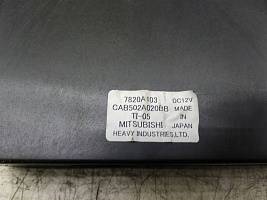 7820A103 DC12V
CAB502A020BB MADE
TI-05 IN
MITSUBISHI JAPAN
HEAVY INDUSTRIES,LTD.